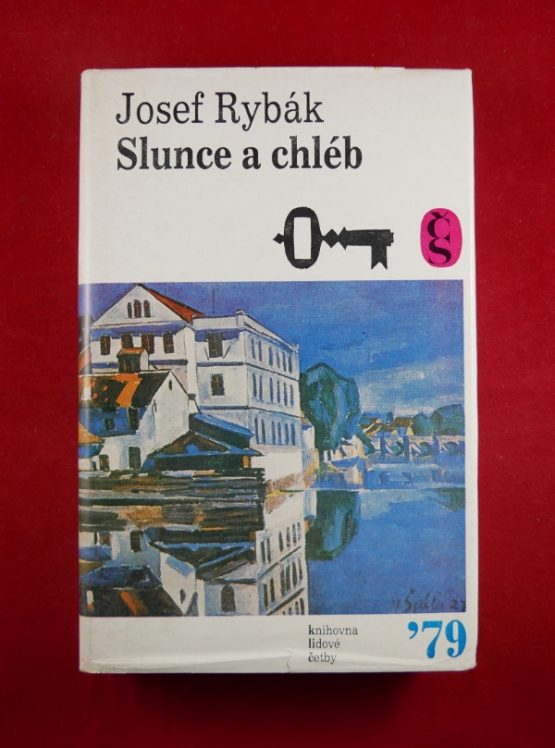 Josef Rybák
Slunce a chléb
ČS
knihovna
lidové
četby
’79